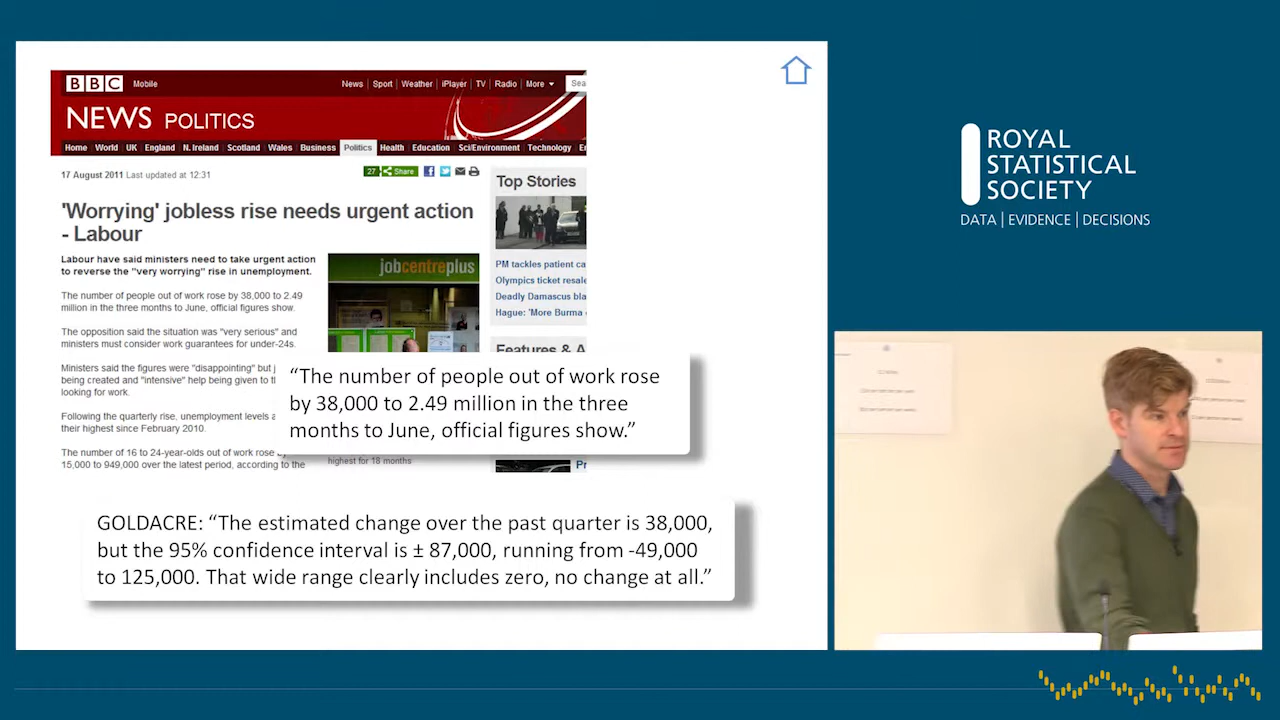 BBC Mobile News Sport Weather iPlayer TV Radio More Sea
NEWS POLITICS
Home World UK England N. Ireland Scotland Wales Business Politics Health Education Sci/Environment Technology
17 August 2011 Last updated at 12:31
27 Share
'Worrying' jobless rise needs urgent action
- Labour
Labour have said ministers need to take urgent action
to reverse the "very worrying" rise in unemployment.
The number of people out of work rose by 38,000 to 2.49
million in the three months to June, official figures show.
The opposition said the situation was "very serious" and
ministers must consider work guarantees for under-24s.
Ministers said the figures were "disappointing" but
being created and "intensive" help being given to
looking for work.
Following the quarterly rise, unemployment levels
their highest since February 2010.
The number of 16 to 24-year-olds out of work rose
15,000 to 949,000 over the latest period, according to the
jobcentreplus
highest for 18 months
Top Stories
PM tackles patient ca
Olympics ticket resale
Deadly Damascus bla
Hague: 'More Burma
Features & A
Pr
“The number of people out of work rose
by 38,000 to 2.49 million in the three
months to June, official figures show.”
GOLDACRE: “The estimated change over the past quarter is 38,000,
but the 95% confidence interval is ± 87,000, running from -49,000
to 125,000. That wide range clearly includes zero, no change at all.”
ROYAL
STATISTICAL
SOCIETY
DATA | EVIDENCE | DECISIONS